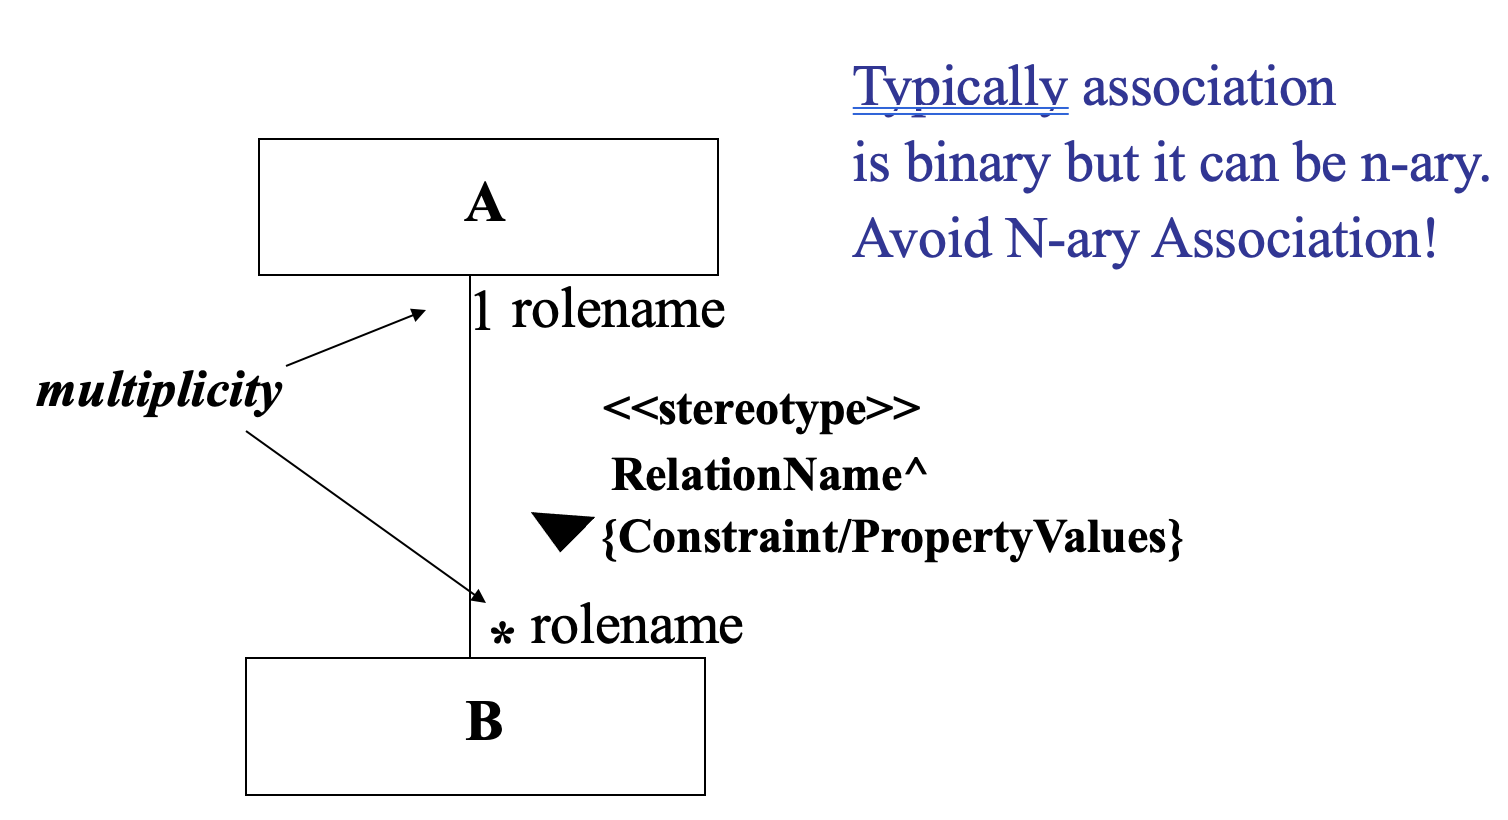 Typically association
is binary but it can be n-ary.
Avoid N-ary Association!
A
1 rolename
multiplicity
<<stereotype>>
RelationName^
{Constraint/PropertyValues}
* rolename
B